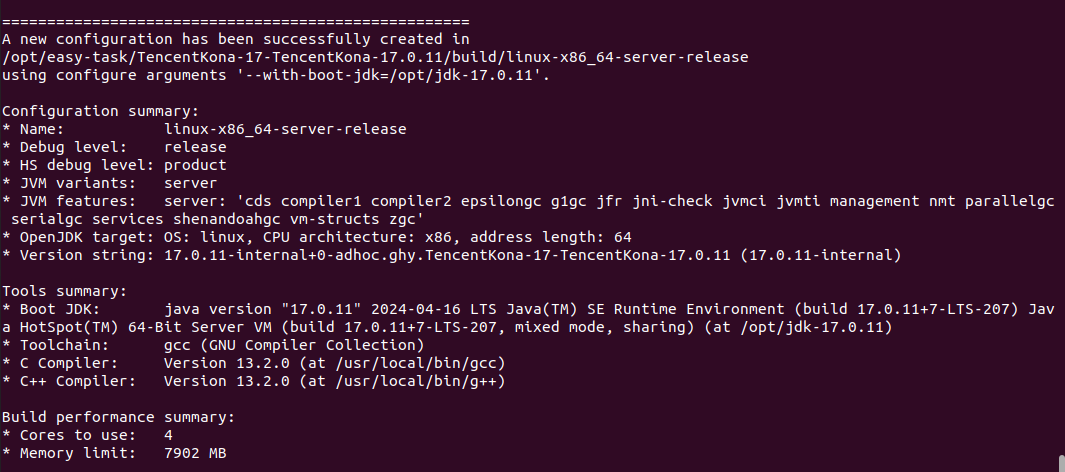 ====================================================
A new configuration has been successfully created in
/opt/easy-task/TencentKona-17-TencentKona-17.0.11/build/linux-x86_64-server-release
using configure arguments '--with-boot-jdk=/opt/jdk-17.0.11'.

Configuration summary:
* Name:           linux-x86_64-server-release
* Debug level:    release
* HS debug level: product
* JVM variants:   server
* JVM features:   server: 'cds compiler1 compiler2 epsilongc g1gc jfr jni-check jvmci jvmti management nmt parallelgc
 serialgc services shenandoahgc vm-structs zgc'
* OpenJDK target: OS: linux, CPU architecture: x86, address length: 64
* Version string: 17.0.11-internal+0-adhoc.ghy.TencentKona-17-TencentKona-17.0.11 (17.0.11-internal)

Tools summary:
* Boot JDK:       java version "17.0.11" 2024-04-16 LTS Java(TM) SE Runtime Environment (build 17.0.11+7-LTS-207) Jav
a HotSpot(TM) 64-Bit Server VM (build 17.0.11+7-LTS-207, mixed mode, sharing) (at /opt/jdk-17.0.11)
* Toolchain:      gcc (GNU Compiler Collection)
* C Compiler:     Version 13.2.0 (at /usr/local/bin/gcc)
* C++ Compiler:   Version 13.2.0 (at /usr/local/bin/g++)

Build performance summary:
* Cores to use:   4
* Memory limit:   7902 MB